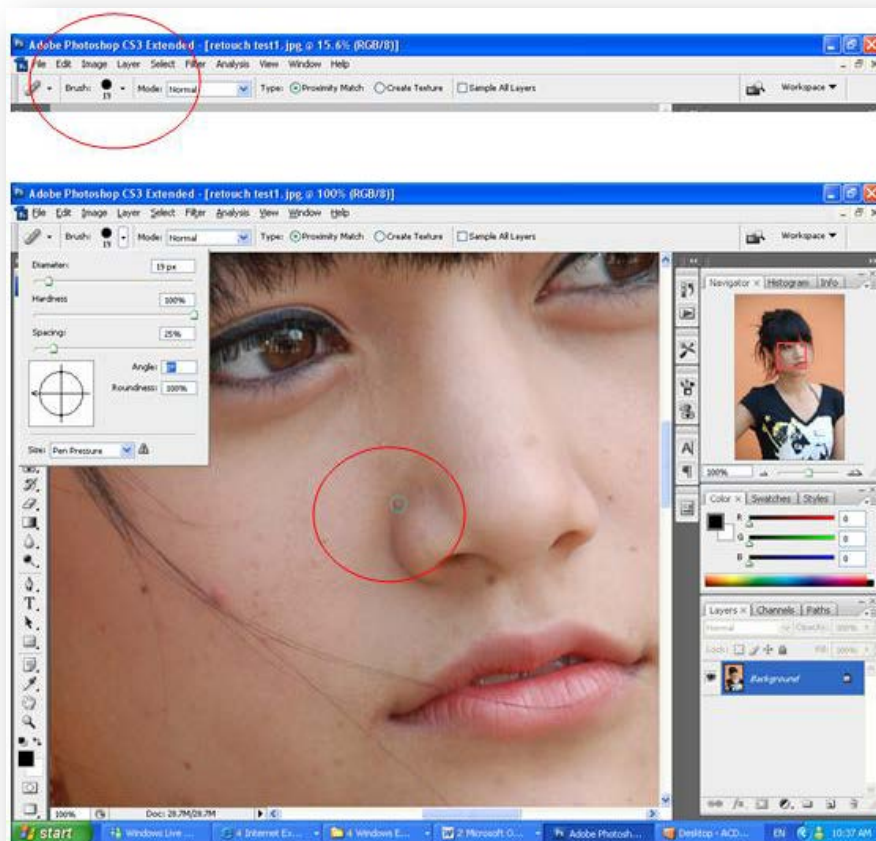 Adobe Photoshop CS3 Extended - [retouch test1.jpg @ 15.6% (RGB/8)]
File Edit Image Layer Select Filter Analysis View Window Help
Brush: 19 Mode: Normal Type: Proximity Match Create Texture Sample All Layers Workspace
Adobe Photoshop CS3 Extended - [retouch test1.jpg @ 100% (RGB/8)]
File Edit Image Layer Select Filter Analysis View Window Help
Brush: 19 Mode: Normal Type: Proximity Match Create Texture Sample All Layers Workspace
Diameter: 19 px
Hardness 100%
Spacing: 25%
Angle:
Roundness: 100%
Size: Pen Pressure
Navigator x Histogram Info
100%
Color x Swatches Styles
R 0
G 0
B 0
Layers x Channels Paths
Normal Opacity: 100%
Lock: Fill: 100%
Background
100% Doc: 28.7M/28.7M
start Windows Live ... 4 Internet Ex... 4 Windows E... 2 Microsoft O... Adobe Photosh... Desktop - ACD... EN 10:37 AM